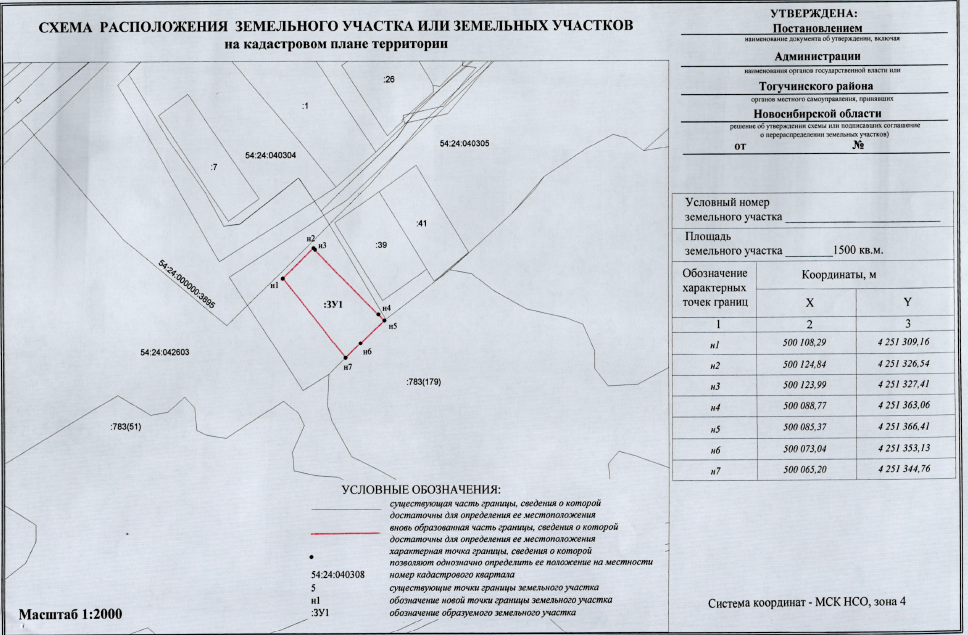 СХЕМА РАСПОЛОЖЕНИЯ ЗЕМЕЛЬНОГО УЧАСТКА ИЛИ ЗЕМЕЛЬНЫХ УЧАСТКОВ
на кадастровом плане территории
УТВЕРЖДЕНА:
Постановлением
наименование документа об утверждении, включая
Администрации
наименования органов государственной власти или
Тогучинского района
органов местного самоуправления, принявших
Новосибирской области
решение об утверждении схемы или подписавших соглашение
о перераспределении земельных участков)
от №
:26
:1
:7
54:24:040304
54:24:040305
:41
:39
н2
н3
н1
54:24:000000:3895
:ЗУ1
н4
н5
н6
н7
54:24:042603
:783(179)
:783(51)
Условный номер
земельного участка
Площадь
земельного участка 1500 кв.м.
Обозначение характерных точек границ Координаты, м
X Y
1 2 3
н1 500 108,29 4 251 309,16
н2 500 124,84 4 251 326,54
н3 500 123,99 4 251 327,41
н4 500 088,77 4 251 363,06
н5 500 085,37 4 251 366,41
н6 500 073,04 4 251 353,13
н7 500 065,20 4 251 344,76
УСЛОВНЫЕ ОБОЗНАЧЕНИЯ:
существующая часть границы, сведения о которой
достаточны для определения ее местоположения
вновь образованная часть границы, сведения о которой
достаточны для определения ее местоположения
характерная точка границы, сведения о которой
позволяют однозначно определить ее положение на местности
54:24:040308 номер кадастрового квартала
5 существующие точки границы земельного участка
н1 обозначение новой точки границы земельного участка
:ЗУ1 обозначение образуемого земельного участка
Масштаб 1:2000
Система координат - МСК НСО, зона 4